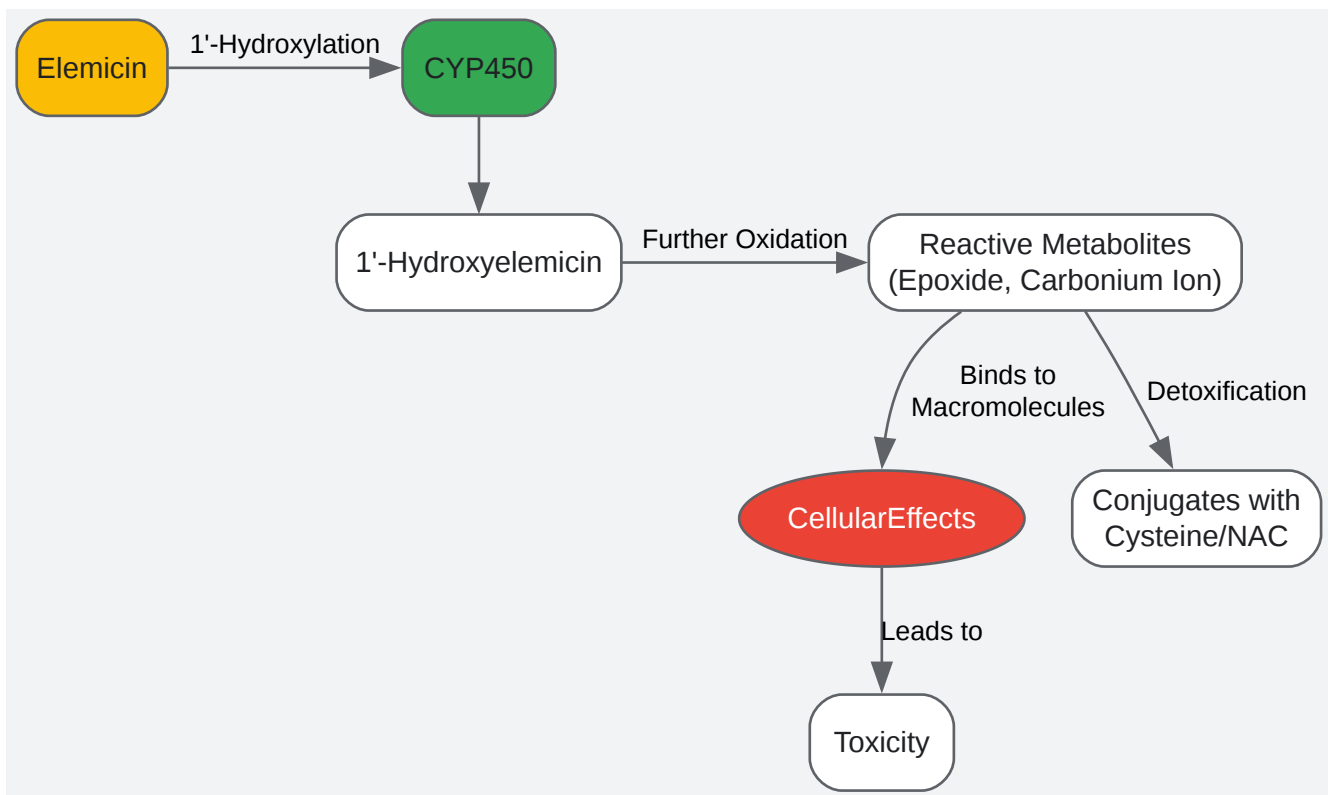 Elemicin
1'-Hydroxylation
CYP450
1'-Hydroxyelemicin
Further Oxidation
Reactive Metabolites
(Epoxide, Carbonium Ion)
Binds to
Macromolecules
Detoxification
CellularEffects
Conjugates with
Cysteine/NAC
Leads to
Toxicity